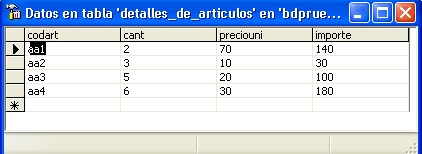 Datos en tabla 'detalles_de_articulos' en 'bdprue...
codart cant preciouni importe
aa1 2 70 140
aa2 3 10 30
aa3 5 20 100
aa4 6 30 180